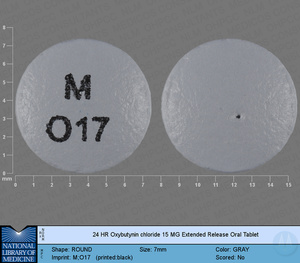 8
7
6
5
4
3
2
1
0
mm
0 1 2 3 4 5 6 7 8 9 10 11 12 13 14 15
M
O17
24 HR Oxybutynin chloride 15 MG Extended Release Oral Tablet
NATIONAL
LIBRARY OF
MEDICINE
Shape: ROUND Size: 7mm Color: GRAY
Imprint: M;O17 (printed:black) Scored: No